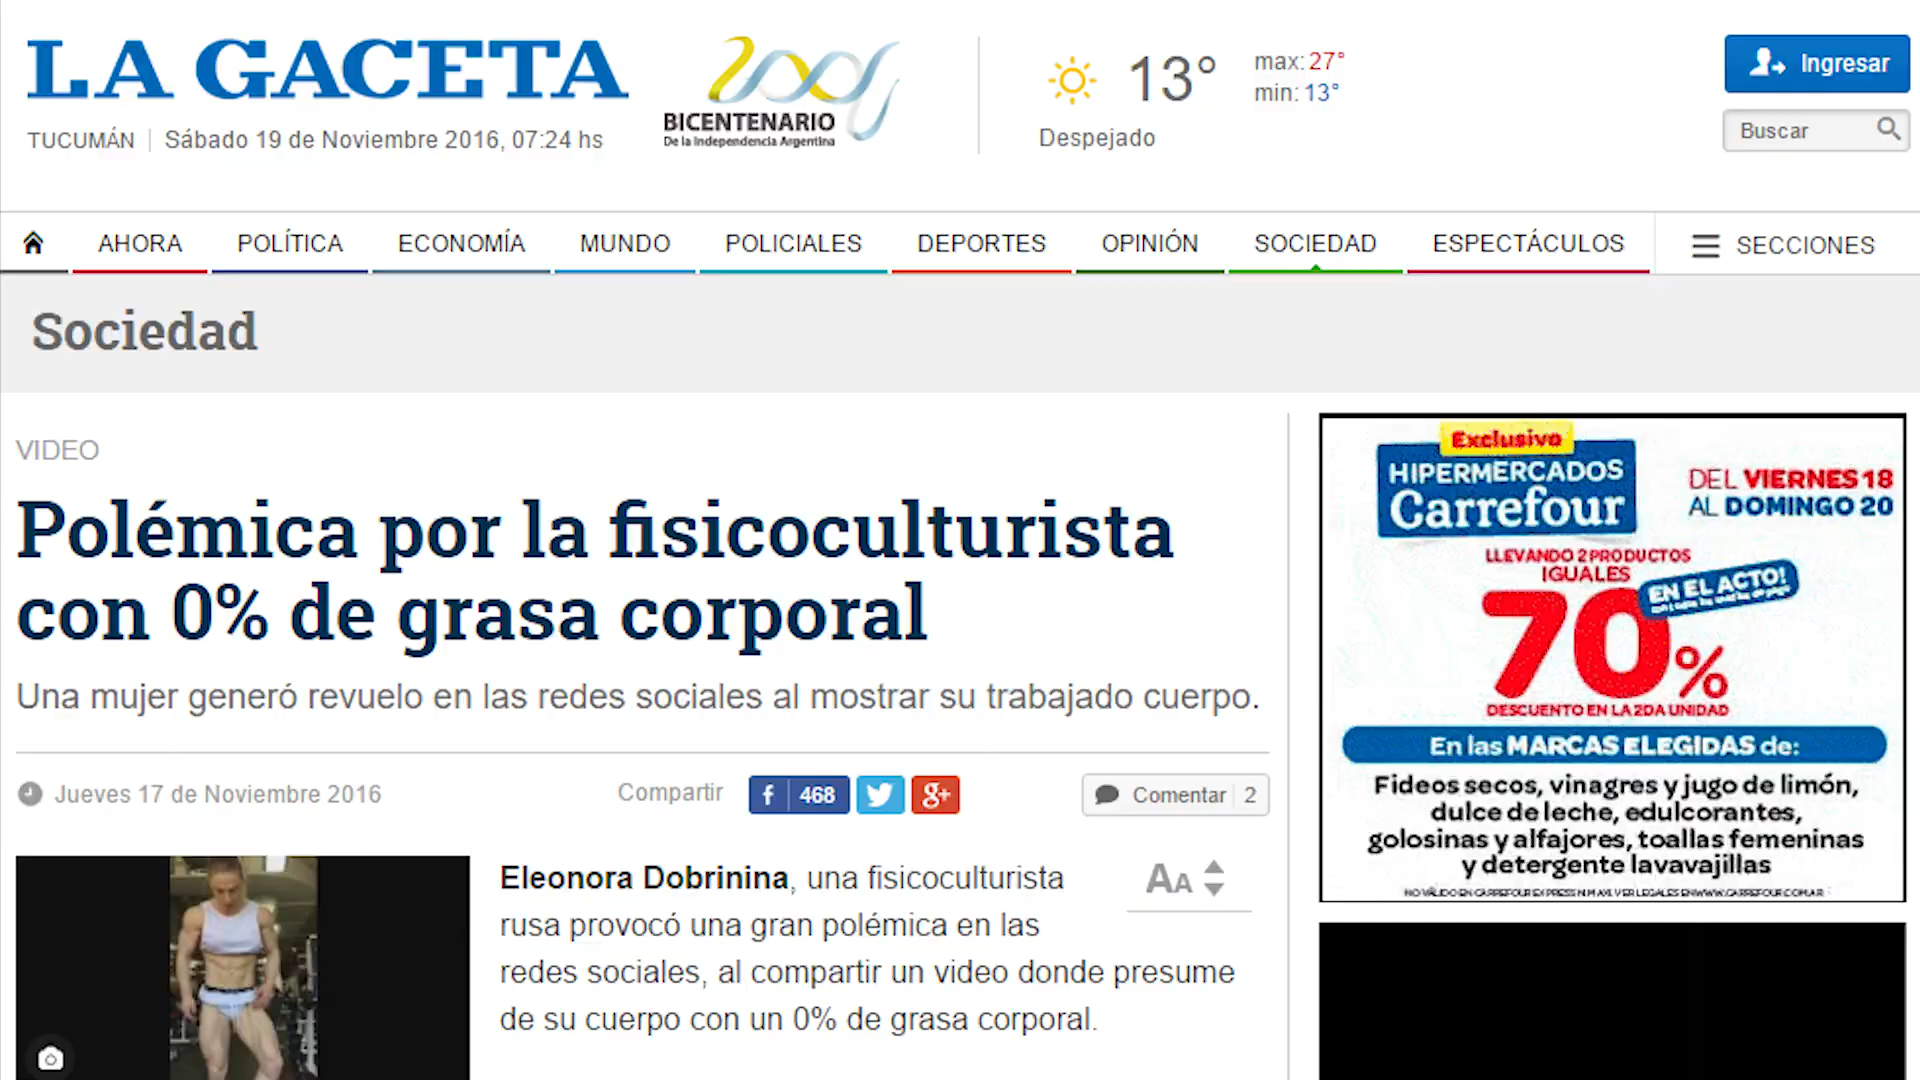 LA GACETA
TUCUMÁN
Sábado 19 de Noviembre 2016, 07:24 hs
BICENTENARIO
De la Independencia Argentina
13°
max: 27°
min: 13°
Despejado
Ingresar
Buscar
AHORA
POLÍTICA
ECONOMÍA
MUNDO
POLICIALES
DEPORTES
OPINIÓN
SOCIEDAD
ESPECTÁCULOS
SECCIONES
Sociedad
VIDEO
Polémica por la fisicoculturista
con 0% de grasa corporal
Una mujer generó revuelo en las redes sociales al mostrar su trabajado cuerpo.
Jueves 17 de Noviembre 2016
Compartir
f 468
g+
Comentar 2
Eleonora Dobrinina, una fisicoculturista
rusa provocó una gran polémica en las
redes sociales, al compartir un video donde presume
de su cuerpo con un 0% de grasa corporal.
AA
Exclusivo
HIPERMERCADOS
Carrefour
DEL VIERNES 18
AL DOMINGO 20
LLEVANDO 2 PRODUCTOS
IGUALES
EN EL ACTO!
70%
DESCUENTO EN LA 2DA UNIDAD
En las MARCAS ELEGIDAS de:
Fideos secos, vinagres y jugo de limón,
dulce de leche, edulcorantes,
golosinas y alfajores, toallas femeninas
y detergente lavavajillas